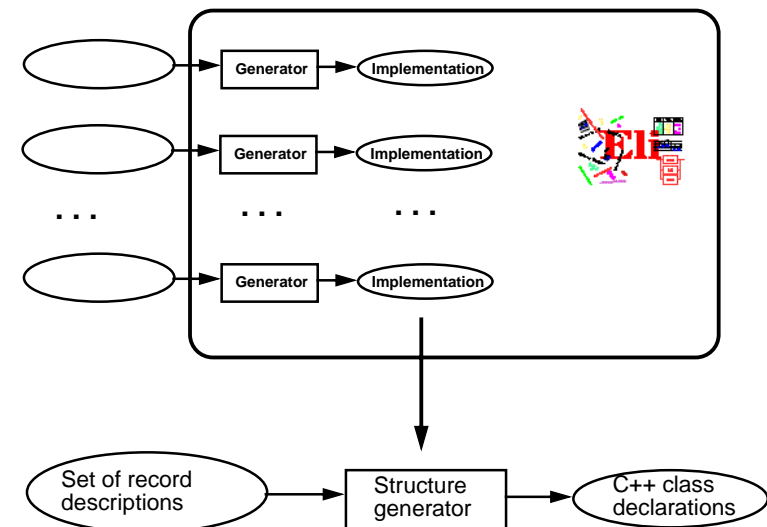 Generator
Implementation
Generator
Implementation
Eli
. . .
. . .
. . .
Generator
Implementation
Set of record
descriptions
Structure
generator
C++ class
declarations